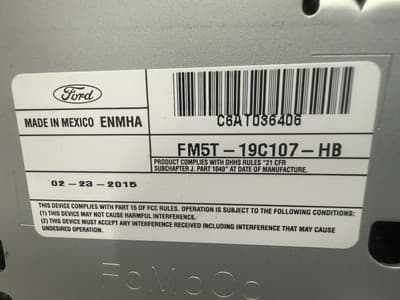 Ford
MADE IN MEXICO ENMHA
C6AT036406
FM5T-19C107-HB
PRODUCT COMPLIES WITH DHHS RULES "21 CFR
SUBCHAPTER J. PART 1040" AT DATE OF MANUFACTURE.
02-23-2015
THIS DEVICE COMPLIES WITH PART 15 OF FCC RULES. OPERATION IS SUBJECT TO THE FOLLOWING CONDITIONS:
(1) THIS DEVICE MAY NOT CAUSE HARMFUL INTERFERENCE.
(2) THIS DEVICE MUST ACCEPT ANY INTERFERENCE RECEIVED INCLUDING INTERFERENCE THAT MAY CAUSE
UNDESIRED OPERATION.
FoMoCo